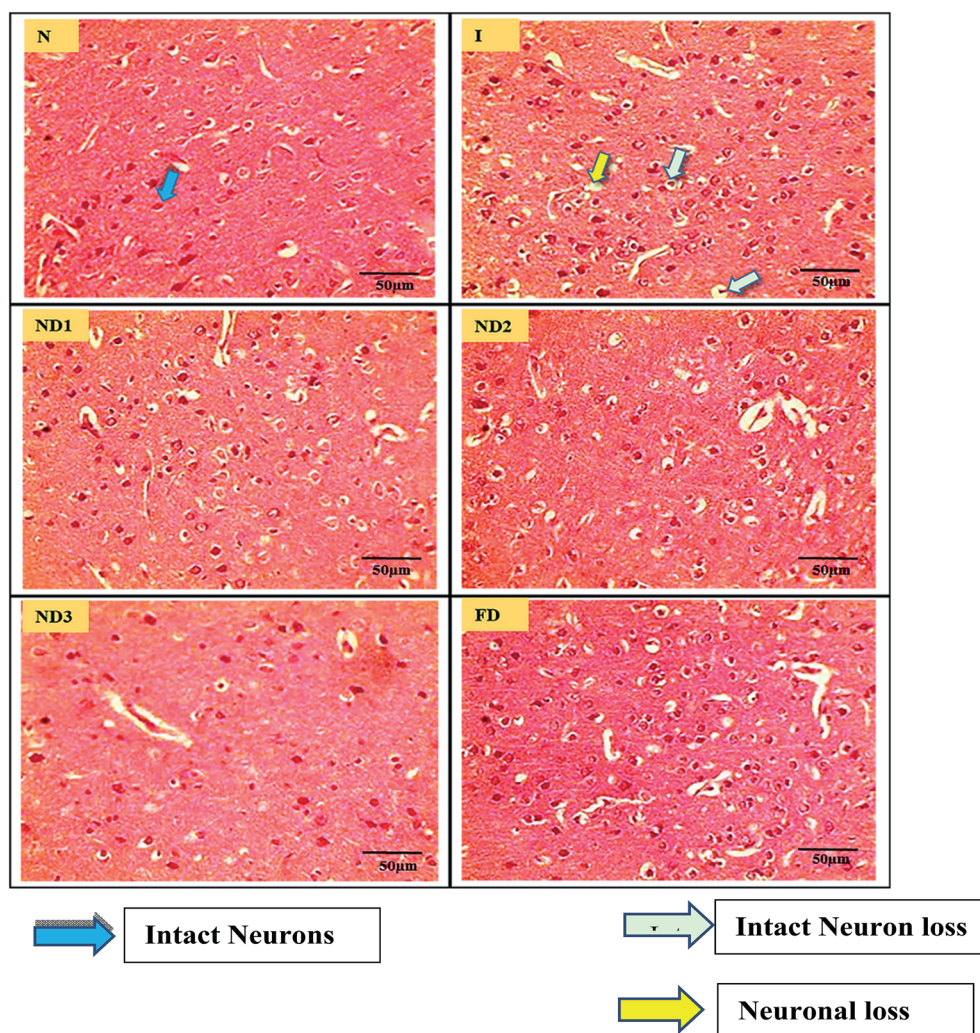 N
I
50µm
50µm
ND1
ND2
50µm
50µm
ND3
FD
50µm
50µm
Intact Neurons
Intact Neuron loss
Neuronal loss